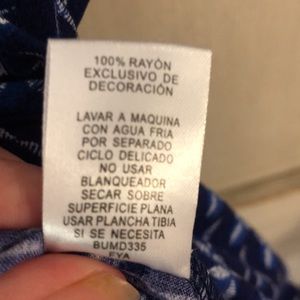 100% RAYÓN
EXCLUSIVO DE
DECORACIÓN
LAVAR A MAQUINA
CON AGUA FRIA
POR SEPARADO
CICLO DELICADO
NO USAR
BLANQUEADOR
SECAR SOBRE
SUPERFICIE PLANA
USAR PLANCHA TIBIA
SI SE NECESITA
BUMD335